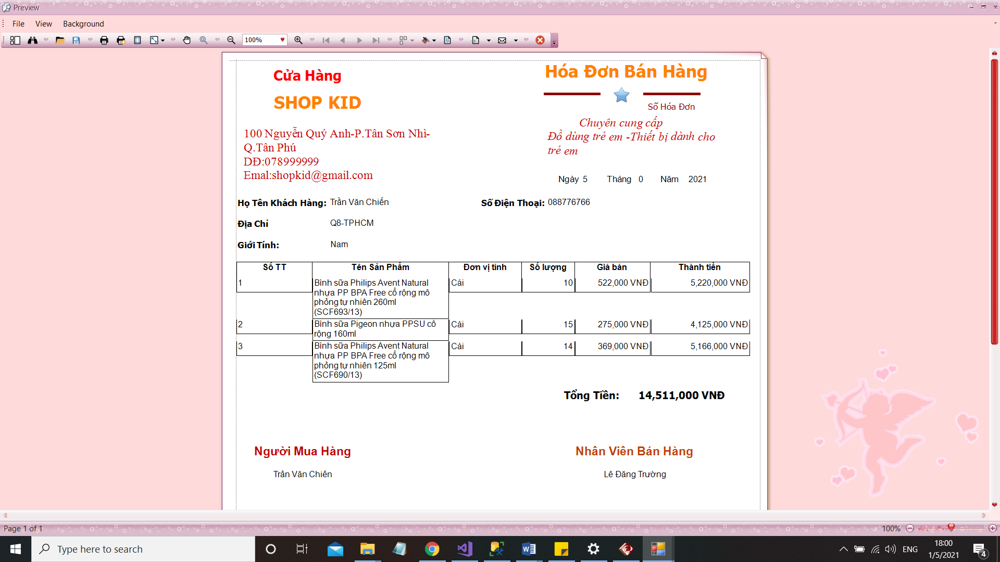 Preview
File View Background
100%
Cửa Hàng
SHOP KID
100 Nguyễn Quý Anh-P.Tân Sơn Nhì-
Q.Tân Phú
DĐ:078999999
Emal:shopkid@gmail.com
Hóa Đơn Bán Hàng
Số Hóa Đơn
Chuyên cung cấp
Đồ dùng trẻ em -Thiết bị dành cho
trẻ em
Ngày 5 Tháng 0 Năm 2021
Họ Tên Khách Hàng: Trần Văn Chiến Số Điện Thoại: 088776766
Địa Chỉ Q8-TPHCM
Giới Tính: Nam
Số TT Tên Sản Phẩm Đơn vị tính Số lượng Giá bán Thành tiền
1 Bình sữa Philips Avent Natural Cái 10 522,000 VNĐ 5,220,000 VNĐ
nhựa PP BPA Free cổ rộng mô
phỏng tự nhiên 260ml
(SCF693/13)
2 Bình sữa Pigeon nhựa PPSU cổ Cái 15 275,000 VNĐ 4,125,000 VNĐ
rộng 160ml
3 Bình sữa Philips Avent Natural Cái 14 369,000 VNĐ 5,166,000 VNĐ
nhựa PP BPA Free cổ rộng mô
phỏng tự nhiên 125ml
(SCF690/13)
Tổng Tiền: 14,511,000 VNĐ
Người Mua Hàng Nhân Viên Bán Hàng
Trần Văn Chiến Lê Đăng Trường
Page 1 of 1 100%
Type here to search
ENG
18:00
1/5/2021
4